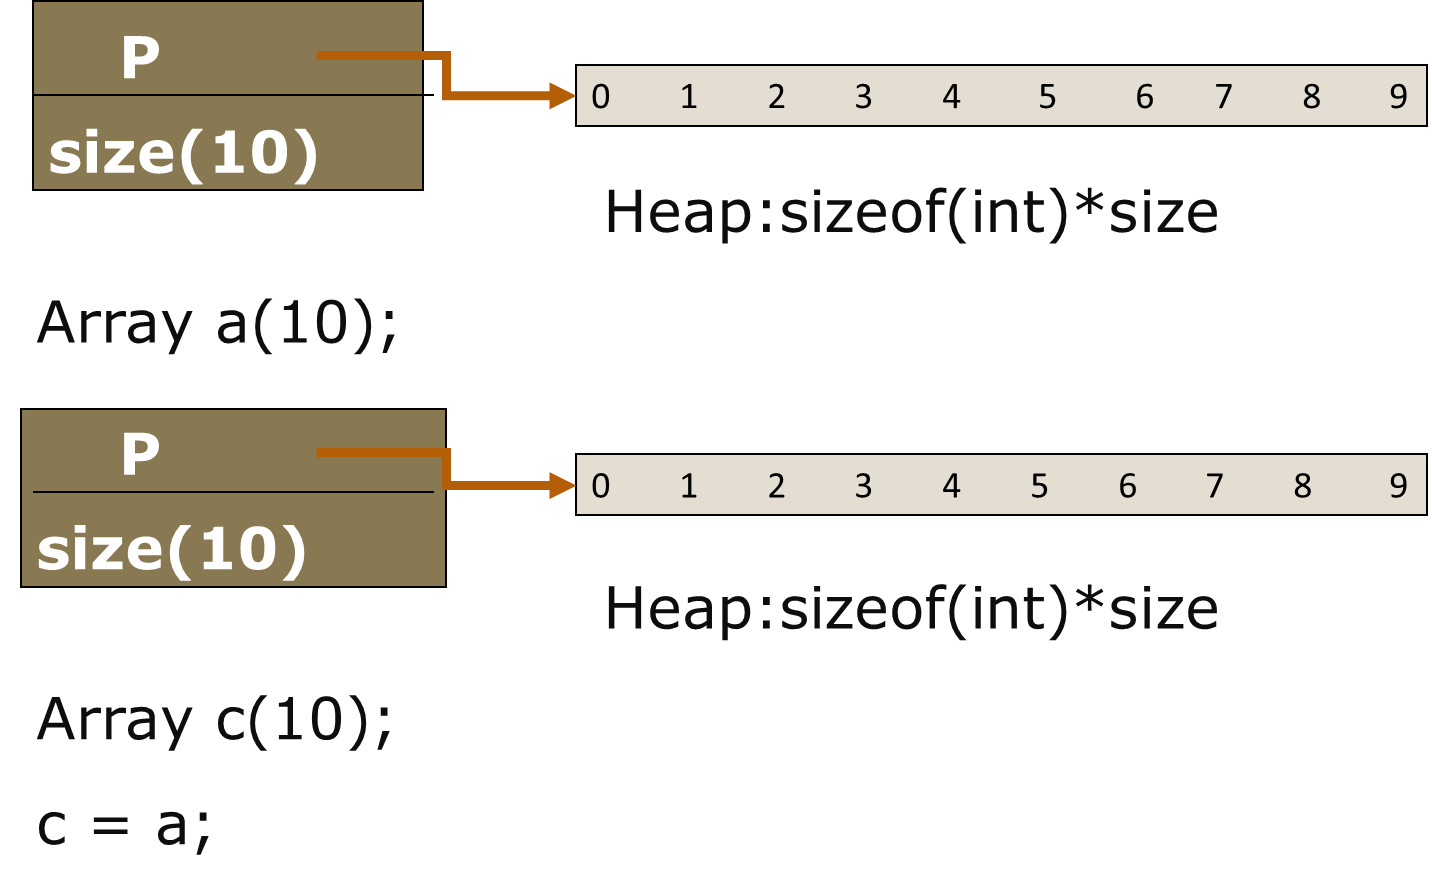 P
0 1 2 3 4 5 6 7 8 9
size(10)
Heap:sizeof(int)*size
Array a(10);
P
0 1 2 3 4 5 6 7 8 9
size(10)
Heap:sizeof(int)*size
Array c(10);
c = a;